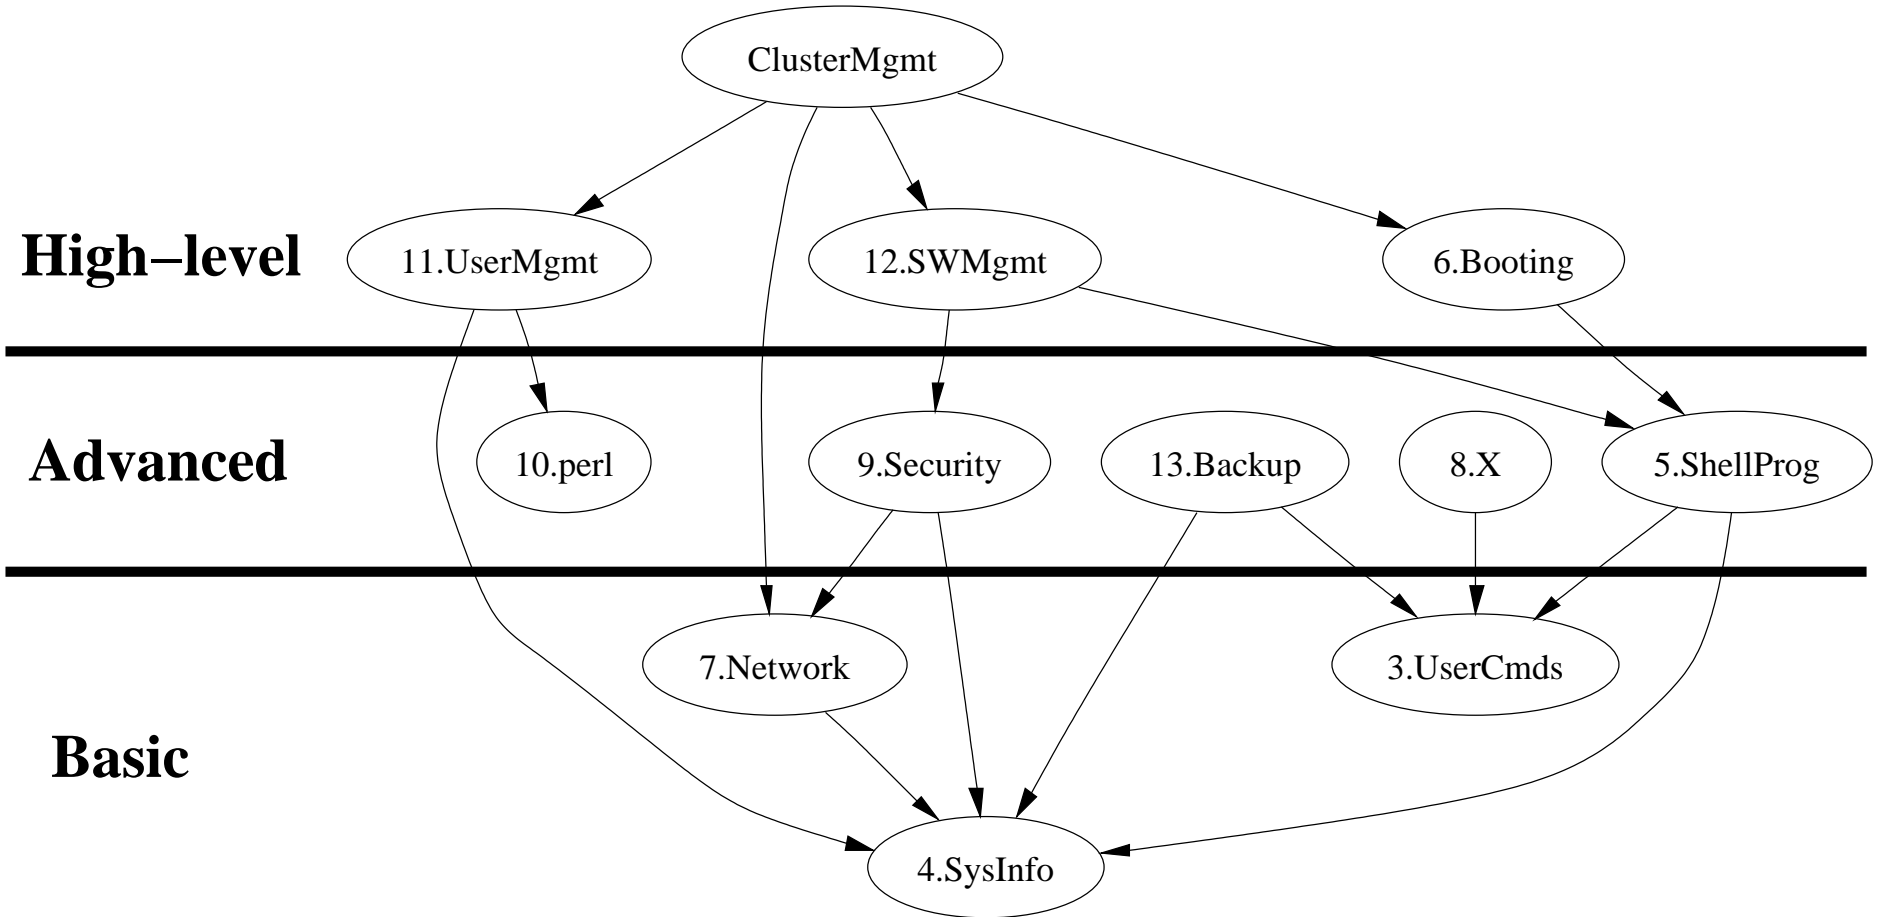 ClusterMgmt
High–level
11.UserMgmt
12.SWMgmt
6.Booting
Advanced
10.perl
9.Security
13.Backup
8.X
5.ShellProg
7.Network
3.UserCmds
Basic
4.SysInfo